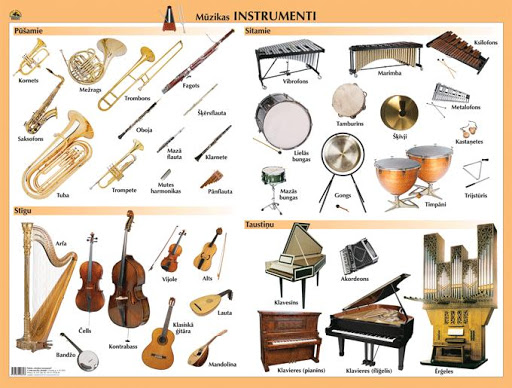 Mūzikas INSTRUMENTI
Pūšamie
Kornets
Mežrags
Trombons
Fagots
Saksofons
Oboja
Šķērsflauta
Mazā
flauta
Klarnete
Tuba
Trompete
Mutes
harmonikas
Pānflauta
Sitamie
Vibrofons
Marimba
Ksilofons
Metalofons
Lielās
bungas
Tamburīns
Šķīvji
Kastaņetes
Mazās
bungas
Gongs
Timpāni
Trijstūris
Stīgu
Arfa
Čells
Kontrabass
Vijole
Alts
Lauta
Klasiskā
ģitāra
Bandžo
Mandolīna
Taustiņu
Klavesīns
Akordeons
Klavieres (pianīns)
Klavieres (flīģelis)
Ērģeles